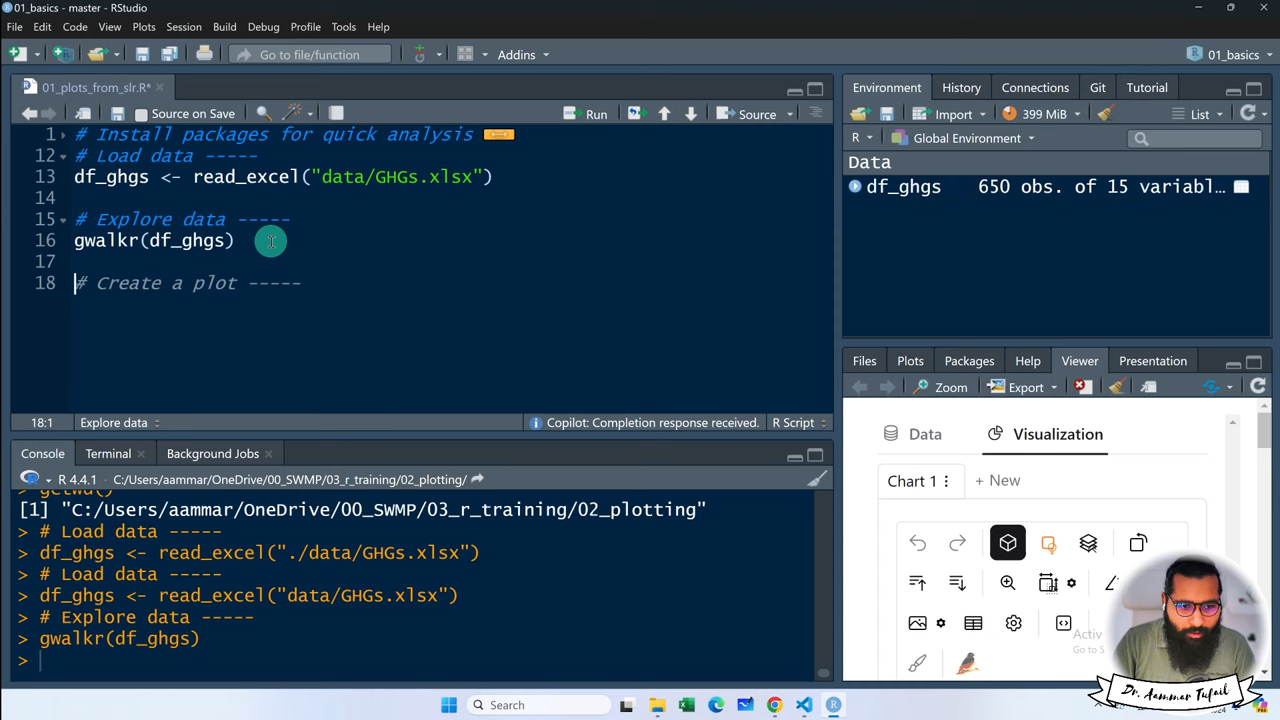 01_basics - master - RStudio
File Edit Code View Plots Session Build Debug Profile Tools Help
Go to file/function Addins 01_basics
01_plots_from_slr.R*
Source on Save Run Source
1 # Install packages for quick analysis
12 # Load data -----
13 df_ghgs <- read_excel("data/GHGs.xlsx")
14
15 # Explore data -----
16 gwalkr(df_ghgs)
17
18 # Create a plot -----
18:1 Explore data Copilot: Completion response received. R Script
Console Terminal Background Jobs
R 4.4.1 · C:/Users/aammar/OneDrive/00_SWMP/03_r_training/02_plotting/
[1] "C:/Users/aammar/OneDrive/00_SWMP/03_r_training/02_plotting"
> # Load data -----
> df_ghgs <- read_excel("./data/GHGs.xlsx")
> # Load data -----
> df_ghgs <- read_excel("data/GHGs.xlsx")
> # Explore data -----
> gwalkr(df_ghgs)
>
Environment History Connections Git Tutorial
Import 399 MiB List
R Global Environment
Data
df_ghgs 650 obs. of 15 variabl…
Files Plots Packages Help Viewer Presentation
Zoom Export
Data Visualization
Chart 1 + New
Activ
Go to S
Dr. Aammar Tufail
Search
2024